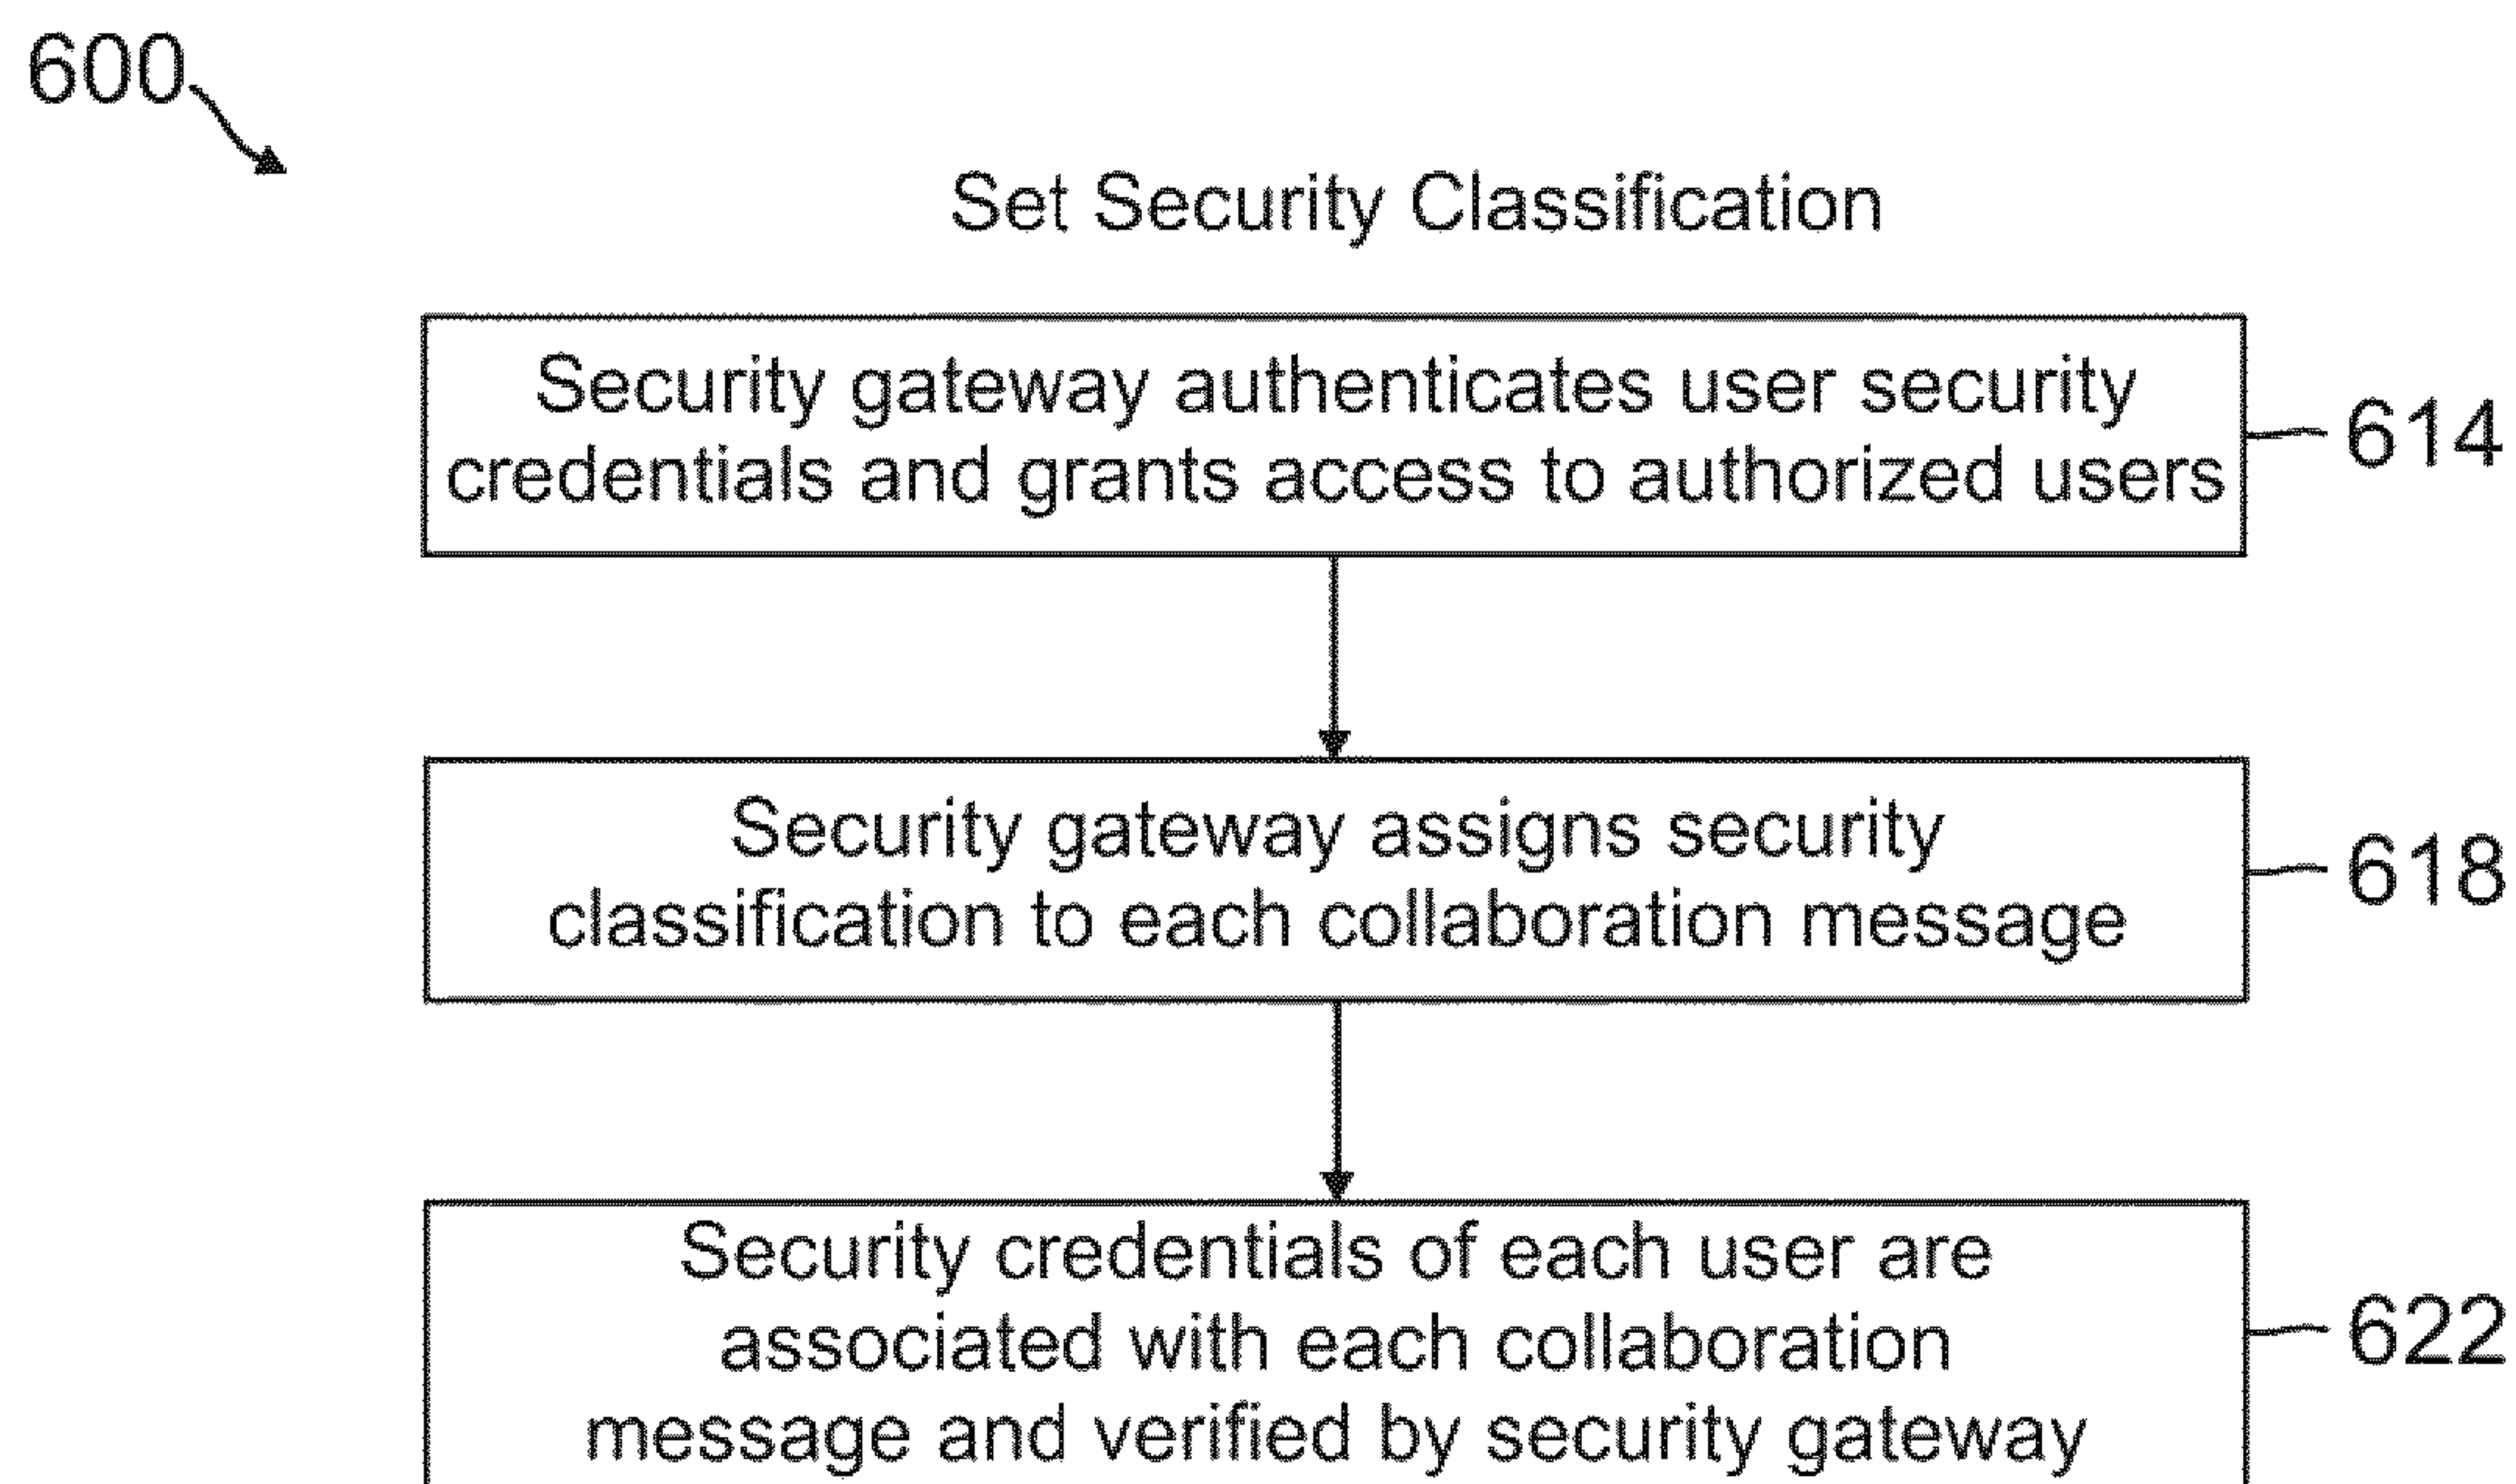 600
Set Security Classification
Security gateway authenticates user security
credentials and grants access to authorized users
614
Security gateway assigns security
classification to each collaboration message
618
Security credentials of each user are
associated with each collaboration
message and verified by security gateway
622